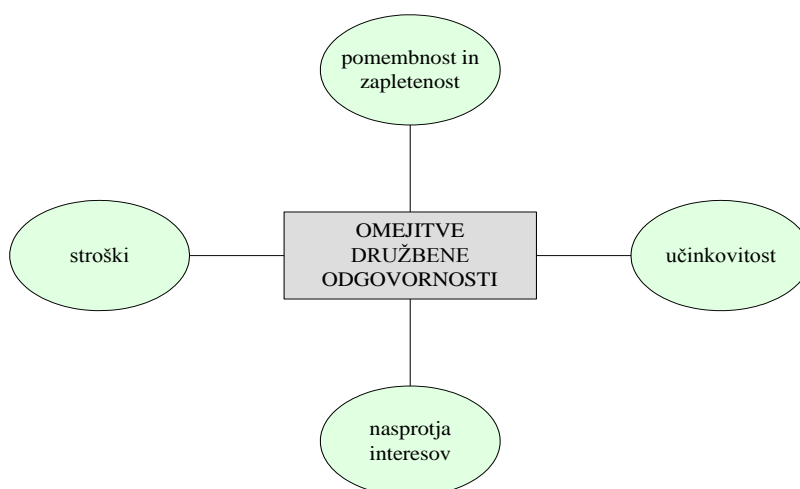 pomembnost in
zapletenost
stroški
OMEJITVE
DRUŽBENE
ODGOVORNOSTI
učinkovitost
nasprotja
interesov